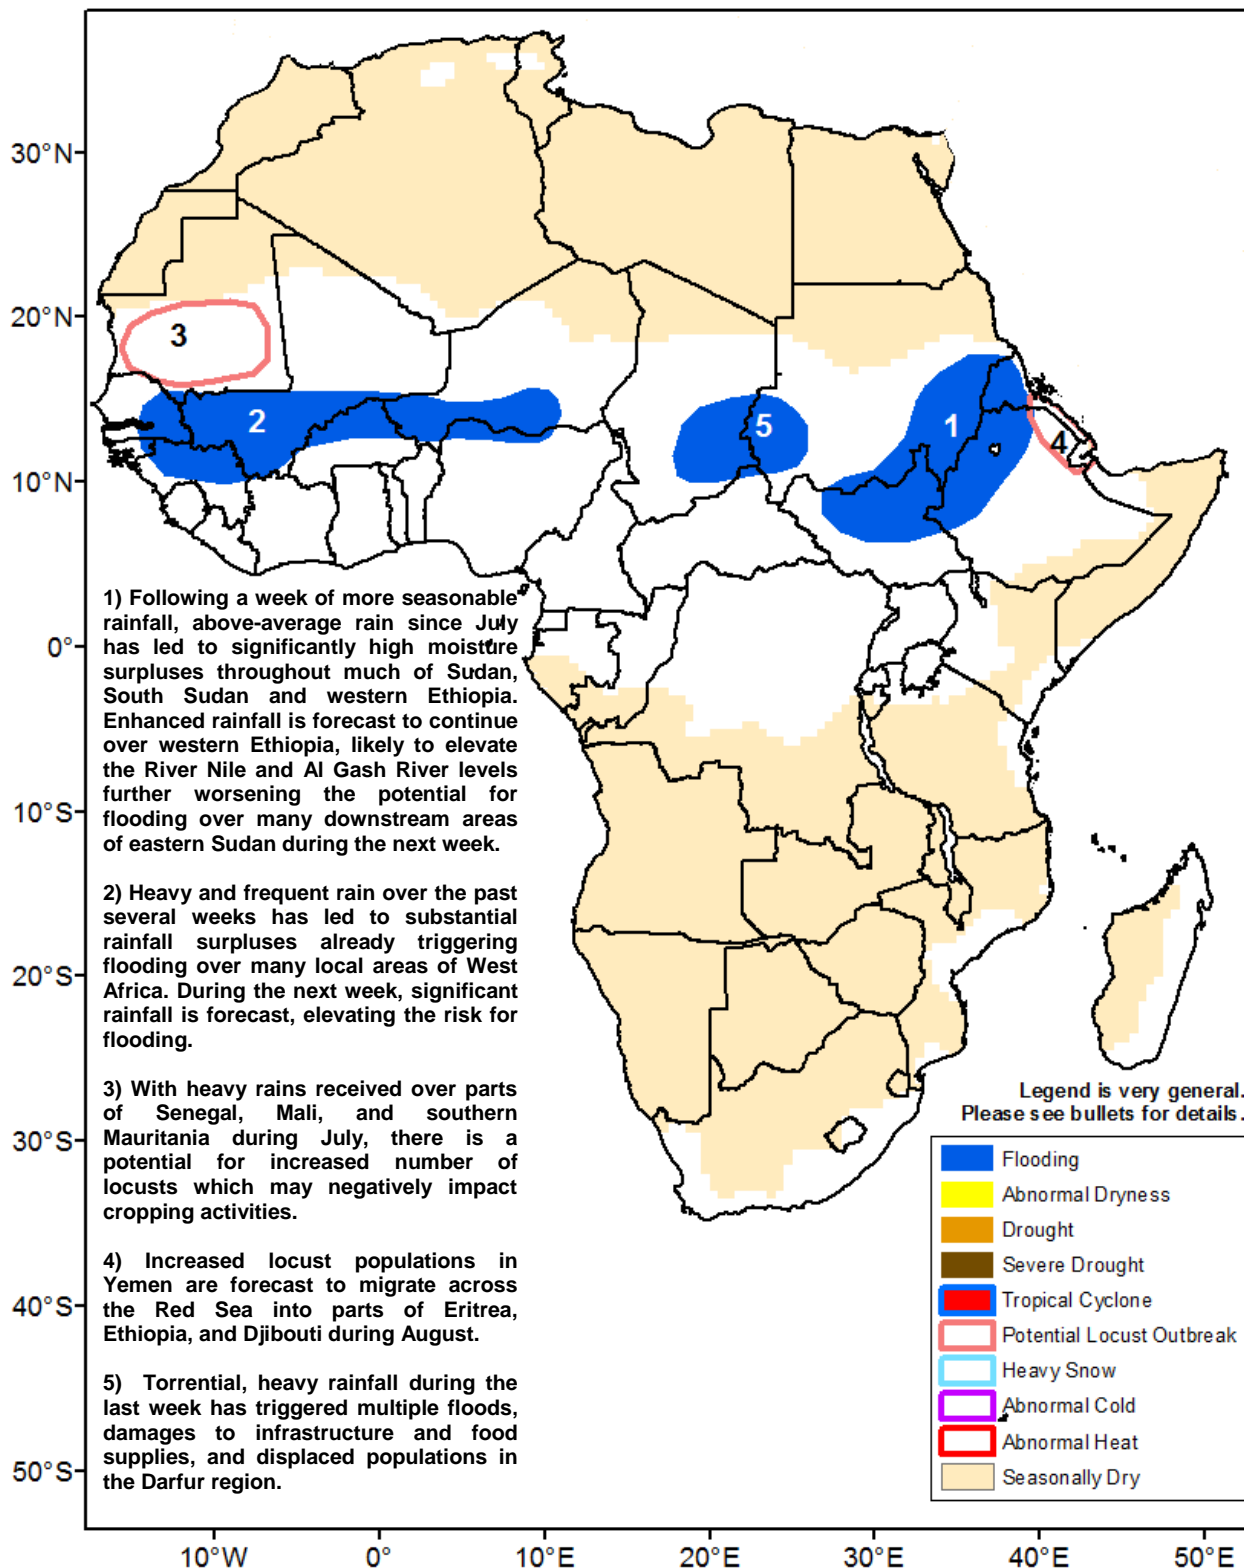 30°N
20°N
10°N
0°
10°S
20°S
30°S
40°S
50°S
3
2
5
1
4
1) Following a week of more seasonable
rainfall, above-average rain since July
has led to significantly high moisture
surpluses throughout much of Sudan,
South Sudan and western Ethiopia.
Enhanced rainfall is forecast to continue
over western Ethiopia, likely to elevate
the River Nile and Al Gash River levels
further worsening the potential for
flooding over many downstream areas
of eastern Sudan during the next week.
2) Heavy and frequent rain over the past
several weeks has led to substantial
rainfall surpluses already triggering
flooding over many local areas of West
Africa. During the next week, significant
rainfall is forecast, elevating the risk for
flooding.
3) With heavy rains received over parts
of Senegal, Mali, and southern
Mauritania during July, there is a
potential for increased number of
locusts which may negatively impact
cropping activities.
4) Increased locust populations in
Yemen are forecast to migrate across
the Red Sea into parts of Eritrea,
Ethiopia, and Djibouti during August.
5) Torrential, heavy rainfall during the
last week has triggered multiple floods,
damages to infrastructure and food
supplies, and displaced populations in
the Darfur region.
Legend is very general.
Please see bullets for details.
Flooding
Abnormal Dryness
Drought
Severe Drought
Tropical Cyclone
Potential Locust Outbreak
Heavy Snow
Abnormal Cold
Abnormal Heat
Seasonally Dry
10°W
0°
10°E
20°E
30°E
40°E
50°E